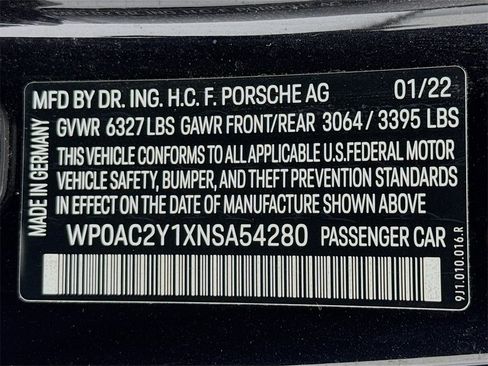 MFD BY DR. ING. H.C. F. PORSCHE AG 01/22
GVWR 6327 LBS GAWR FRONT/REAR 3064 / 3395 LBS
THIS VEHICLE CONFORMS TO ALL APPLICABLE U.S.FEDERAL MOTOR
VEHICLE SAFETY, BUMPER, AND THEFT PREVENTION STANDARDS
IN EFFECT ON THE DATE OF MANUFACTURE SHOWN ABOVE
WP0AC2Y1XNSA54280 PASSENGER CAR
MADE IN GERMANY
9J1.010.016.R